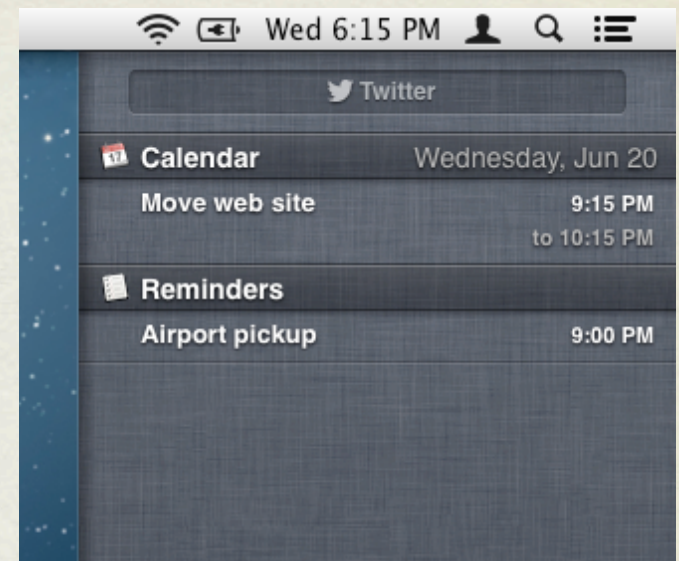 Wed 6:15 PM
Twitter
17
Calendar Wednesday, Jun 20
Move web site 9:15 PM
to 10:15 PM
Reminders
Airport pickup 9:00 PM